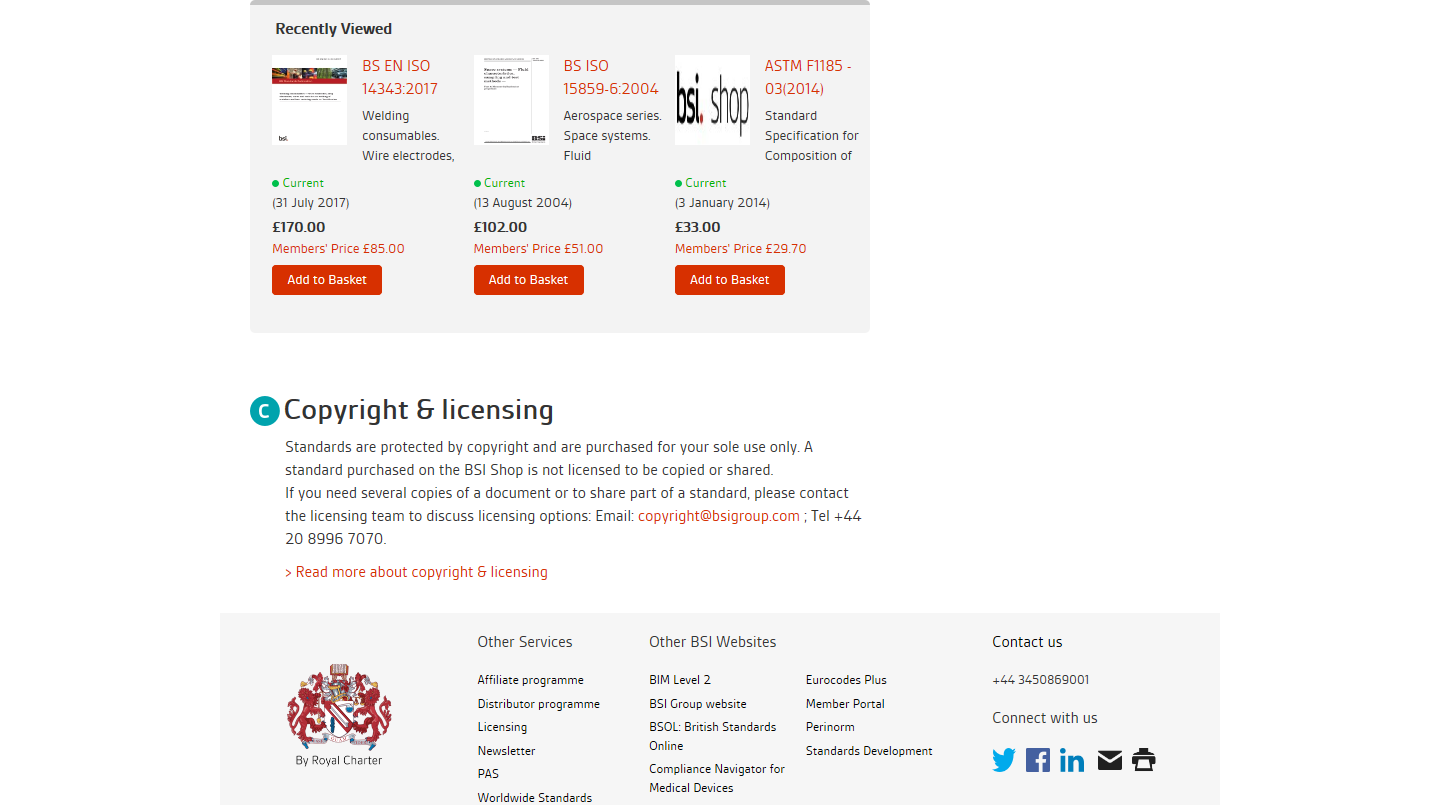 Recently Viewed
BS EN ISO
14343:2017
Welding
consumables.
Wire electrodes,
Current
(31 July 2017)
£170.00
Members' Price £85.00
Add to Basket
bsi.
BS ISO
15859-6:2004
Aerospace series.
Space systems.
Fluid
Current
(13 August 2004)
£102.00
Members' Price £51.00
Add to Basket
BSI
bsi. shop
ASTM F1185 -
03(2014)
Standard
Specification for
Composition of
Current
(3 January 2014)
£33.00
Members' Price £29.70
Add to Basket
C Copyright & licensing
Standards are protected by copyright and are purchased for your sole use only. A
standard purchased on the BSI Shop is not licensed to be copied or shared.
If you need several copies of a document or to share part of a standard, please contact
the licensing team to discuss licensing options: Email: copyright@bsigroup.com ; Tel +44
20 8996 7070.
> Read more about copyright & licensing
By Royal Charter
Other Services
Affiliate programme
Distributor programme
Licensing
Newsletter
PAS
Worldwide Standards
Other BSI Websites
BIM Level 2
BSI Group website
BSOL: British Standards
Online
Compliance Navigator for
Medical Devices
Eurocodes Plus
Member Portal
Perinorm
Standards Development
Contact us
+44 3450869001
Connect with us